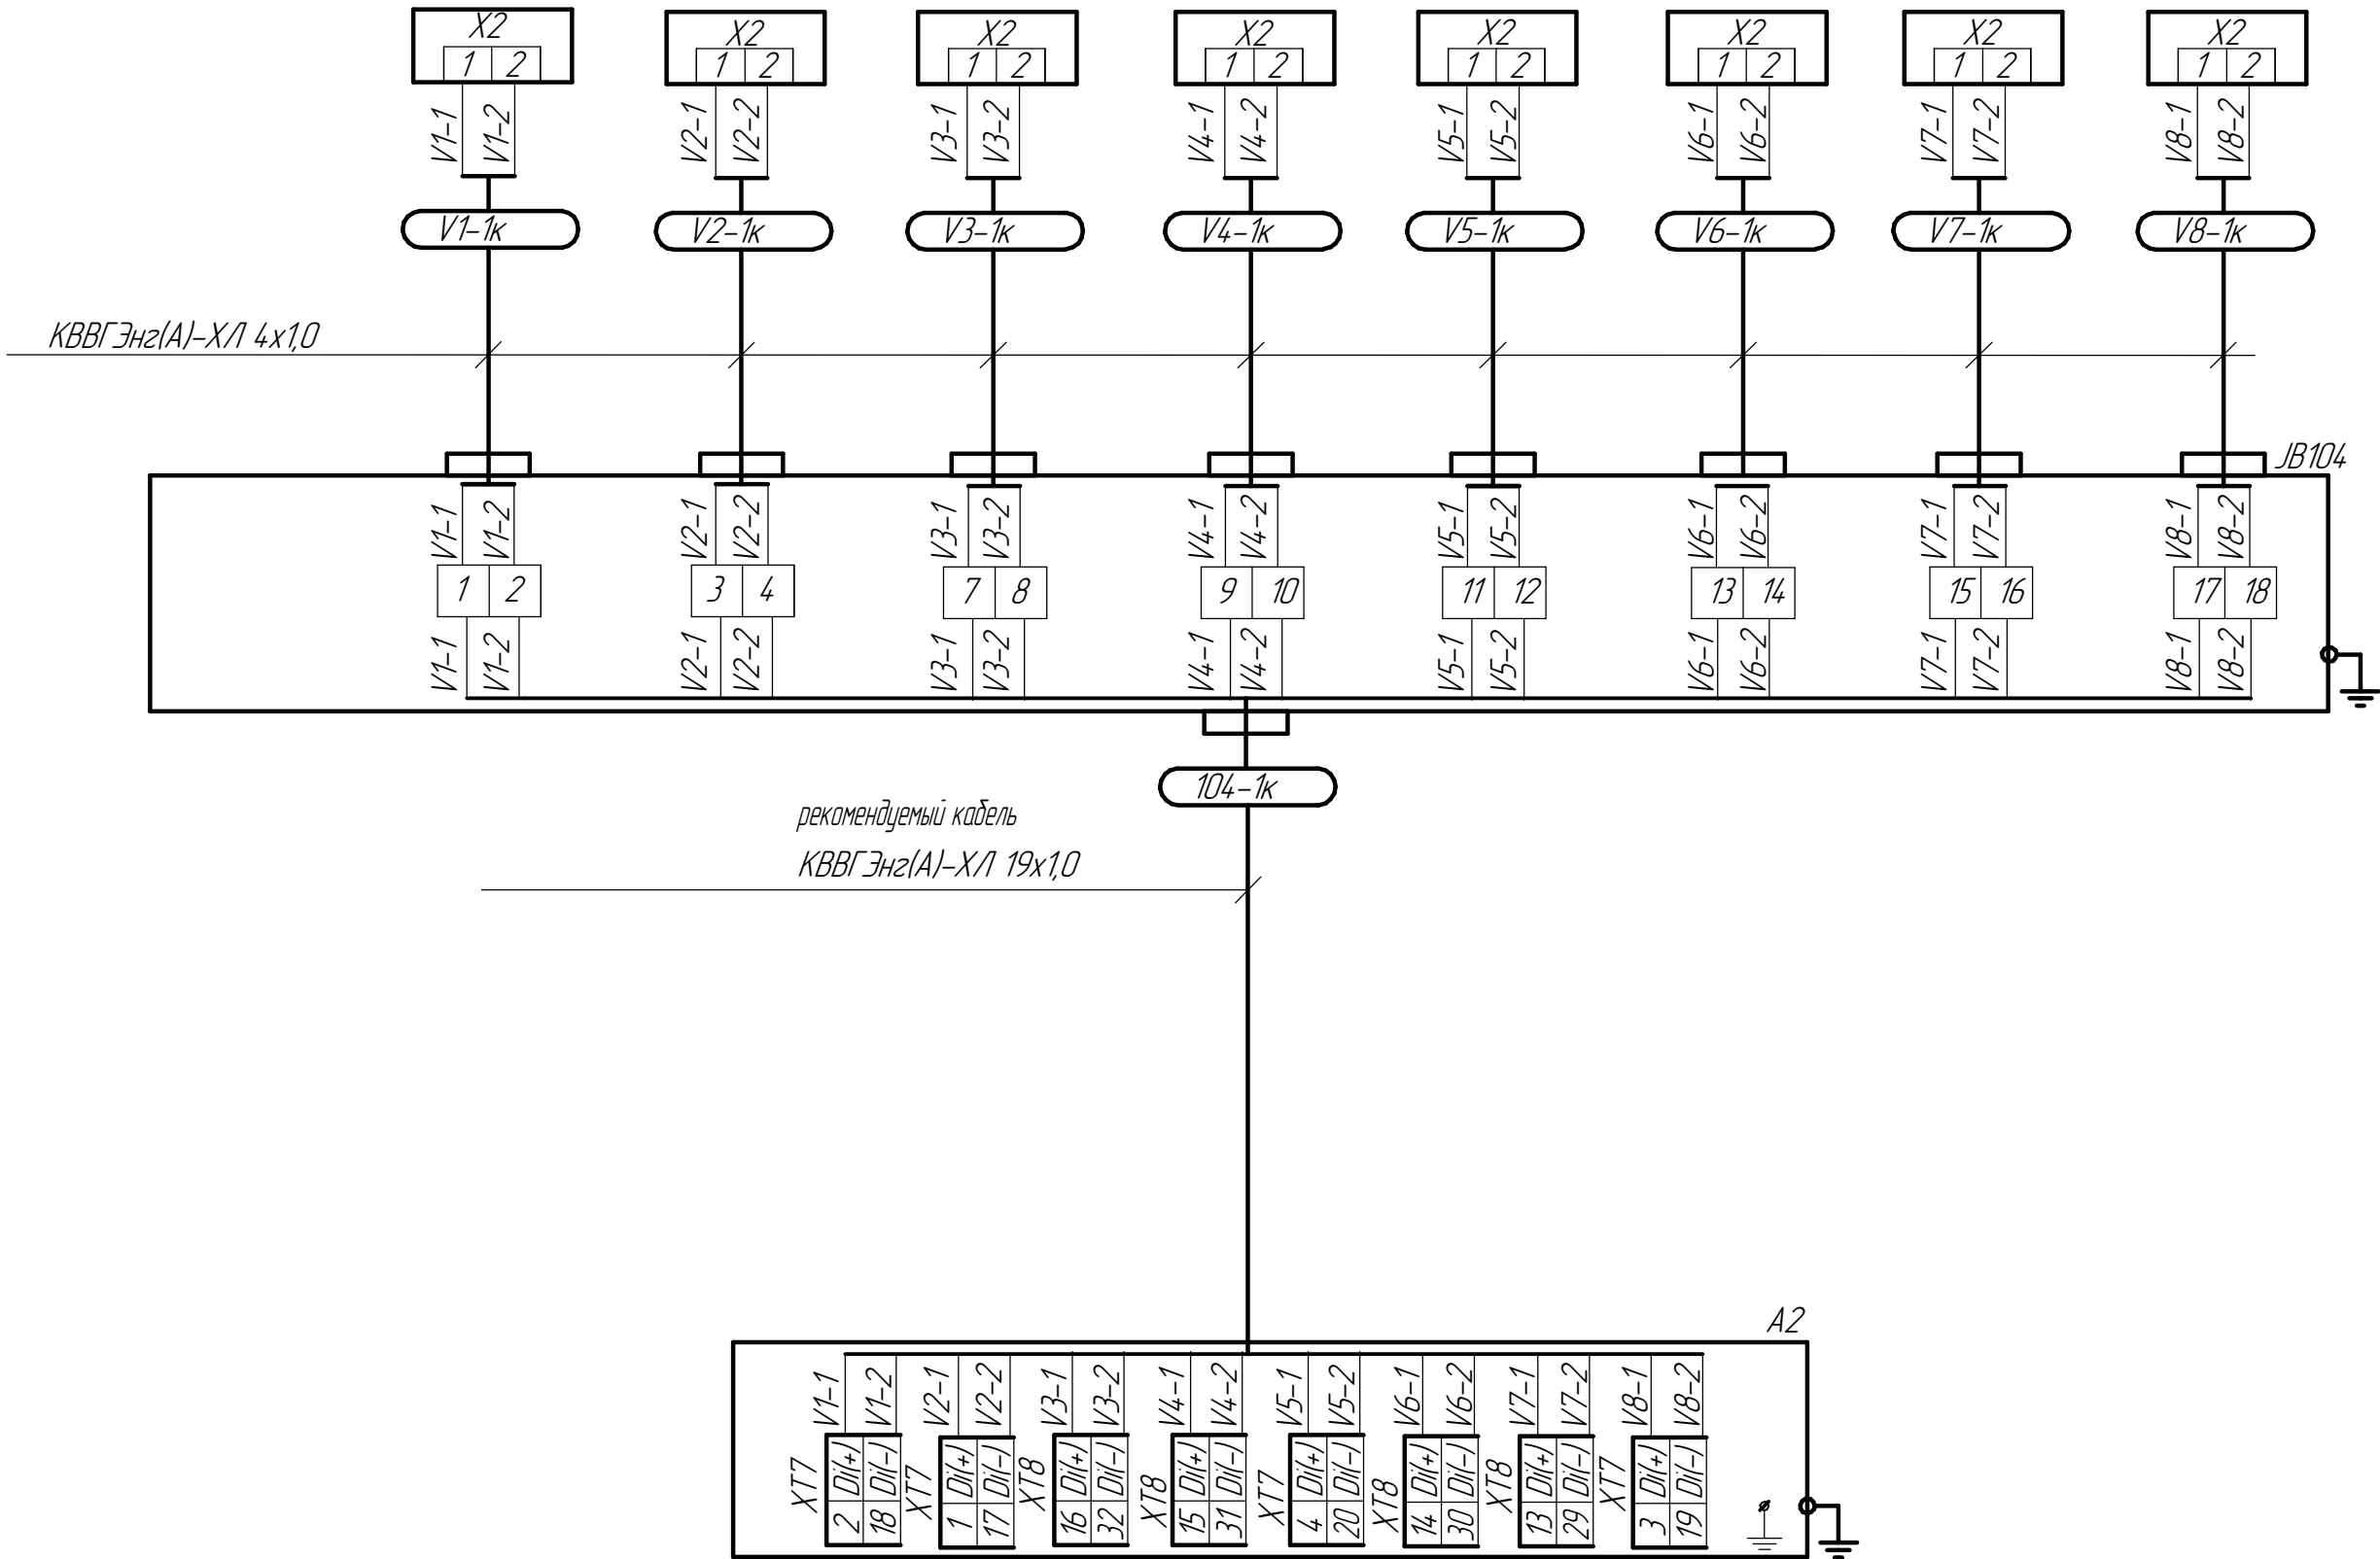 X2 X2 X2 X2 X2 X2 X2 X2
1 2 1 2 1 2 1 2 1 2 1 2 1 2 1 2
V1-1 V1-2 V2-1 V2-2 V3-1 V3-2 V4-1 V4-2 V5-1 V5-2 V6-1 V6-2 V7-1 V7-2 V8-1 V8-2
V1-1к V2-1к V3-1к V4-1к V5-1к V6-1к V7-1к V8-1к
КВВГЭнг(А)-ХЛ 4х1,0
JB104
V1-1 V1-2 V2-1 V2-2 V3-1 V3-2 V4-1 V4-2 V5-1 V5-2 V6-1 V6-2 V7-1 V7-2 V8-1 V8-2
1 2 3 4 7 8 9 10 11 12 13 14 15 16 17 18
V1-1 V1-2 V2-1 V2-2 V3-1 V3-2 V4-1 V4-2 V5-1 V5-2 V6-1 V6-2 V7-1 V7-2 V8-1 V8-2
104-1к
рекомендуемый кабель
КВВГЭнг(А)-ХЛ 19х1,0
А2
V1-1 V1-2 V2-1 V2-2 V3-1 V3-2 V4-1 V4-2 V5-1 V5-2 V6-1 V6-2 V7-1 V7-2 V8-1 V8-2
XT7 XT7 XT8 XT8 XT7 XT8 XT8 XT7
Di(+) Di(-) Di(+) Di(-) Di(+) Di(-) Di(+) Di(-) Di(+) Di(-) Di(+) Di(-) Di(+) Di(-) Di(+) Di(-)
2 18 1 17 16 32 15 31 4 20 14 30 13 29 3 19